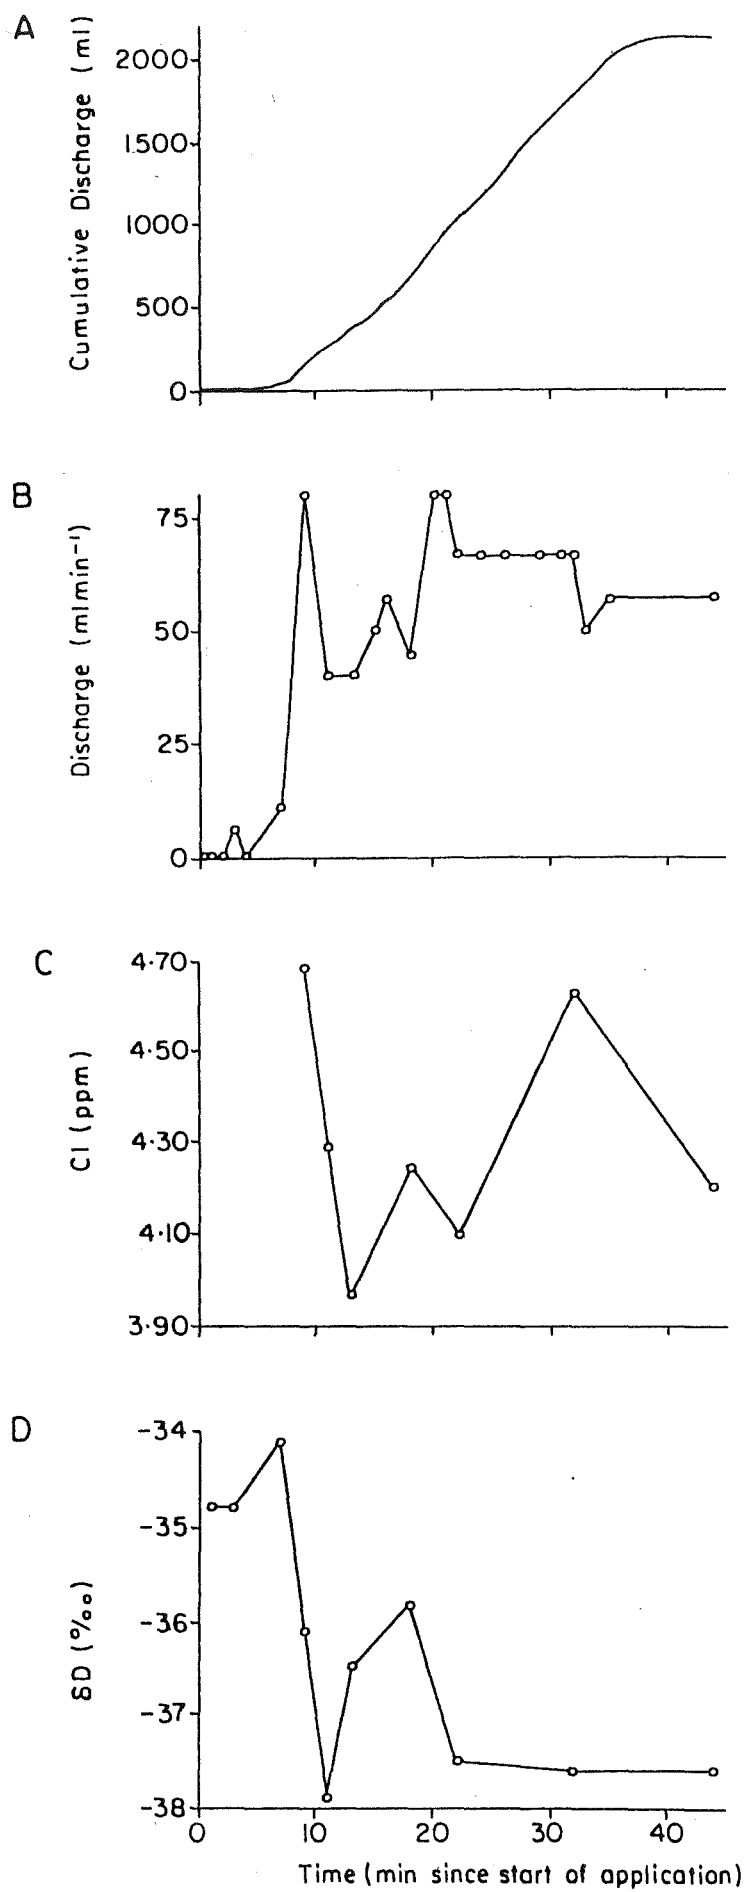 A
Cumulative Discharge (ml)
2000
1500
1000
500
0
B
Discharge (ml min⁻¹)
75
50
25
0
C
Cl (ppm)
4·70
4·50
4·30
4·10
3·90
D
δD (‰)
-34
-35
-36
-37
-38
0 10 20 30 40
Time (min since start of application)